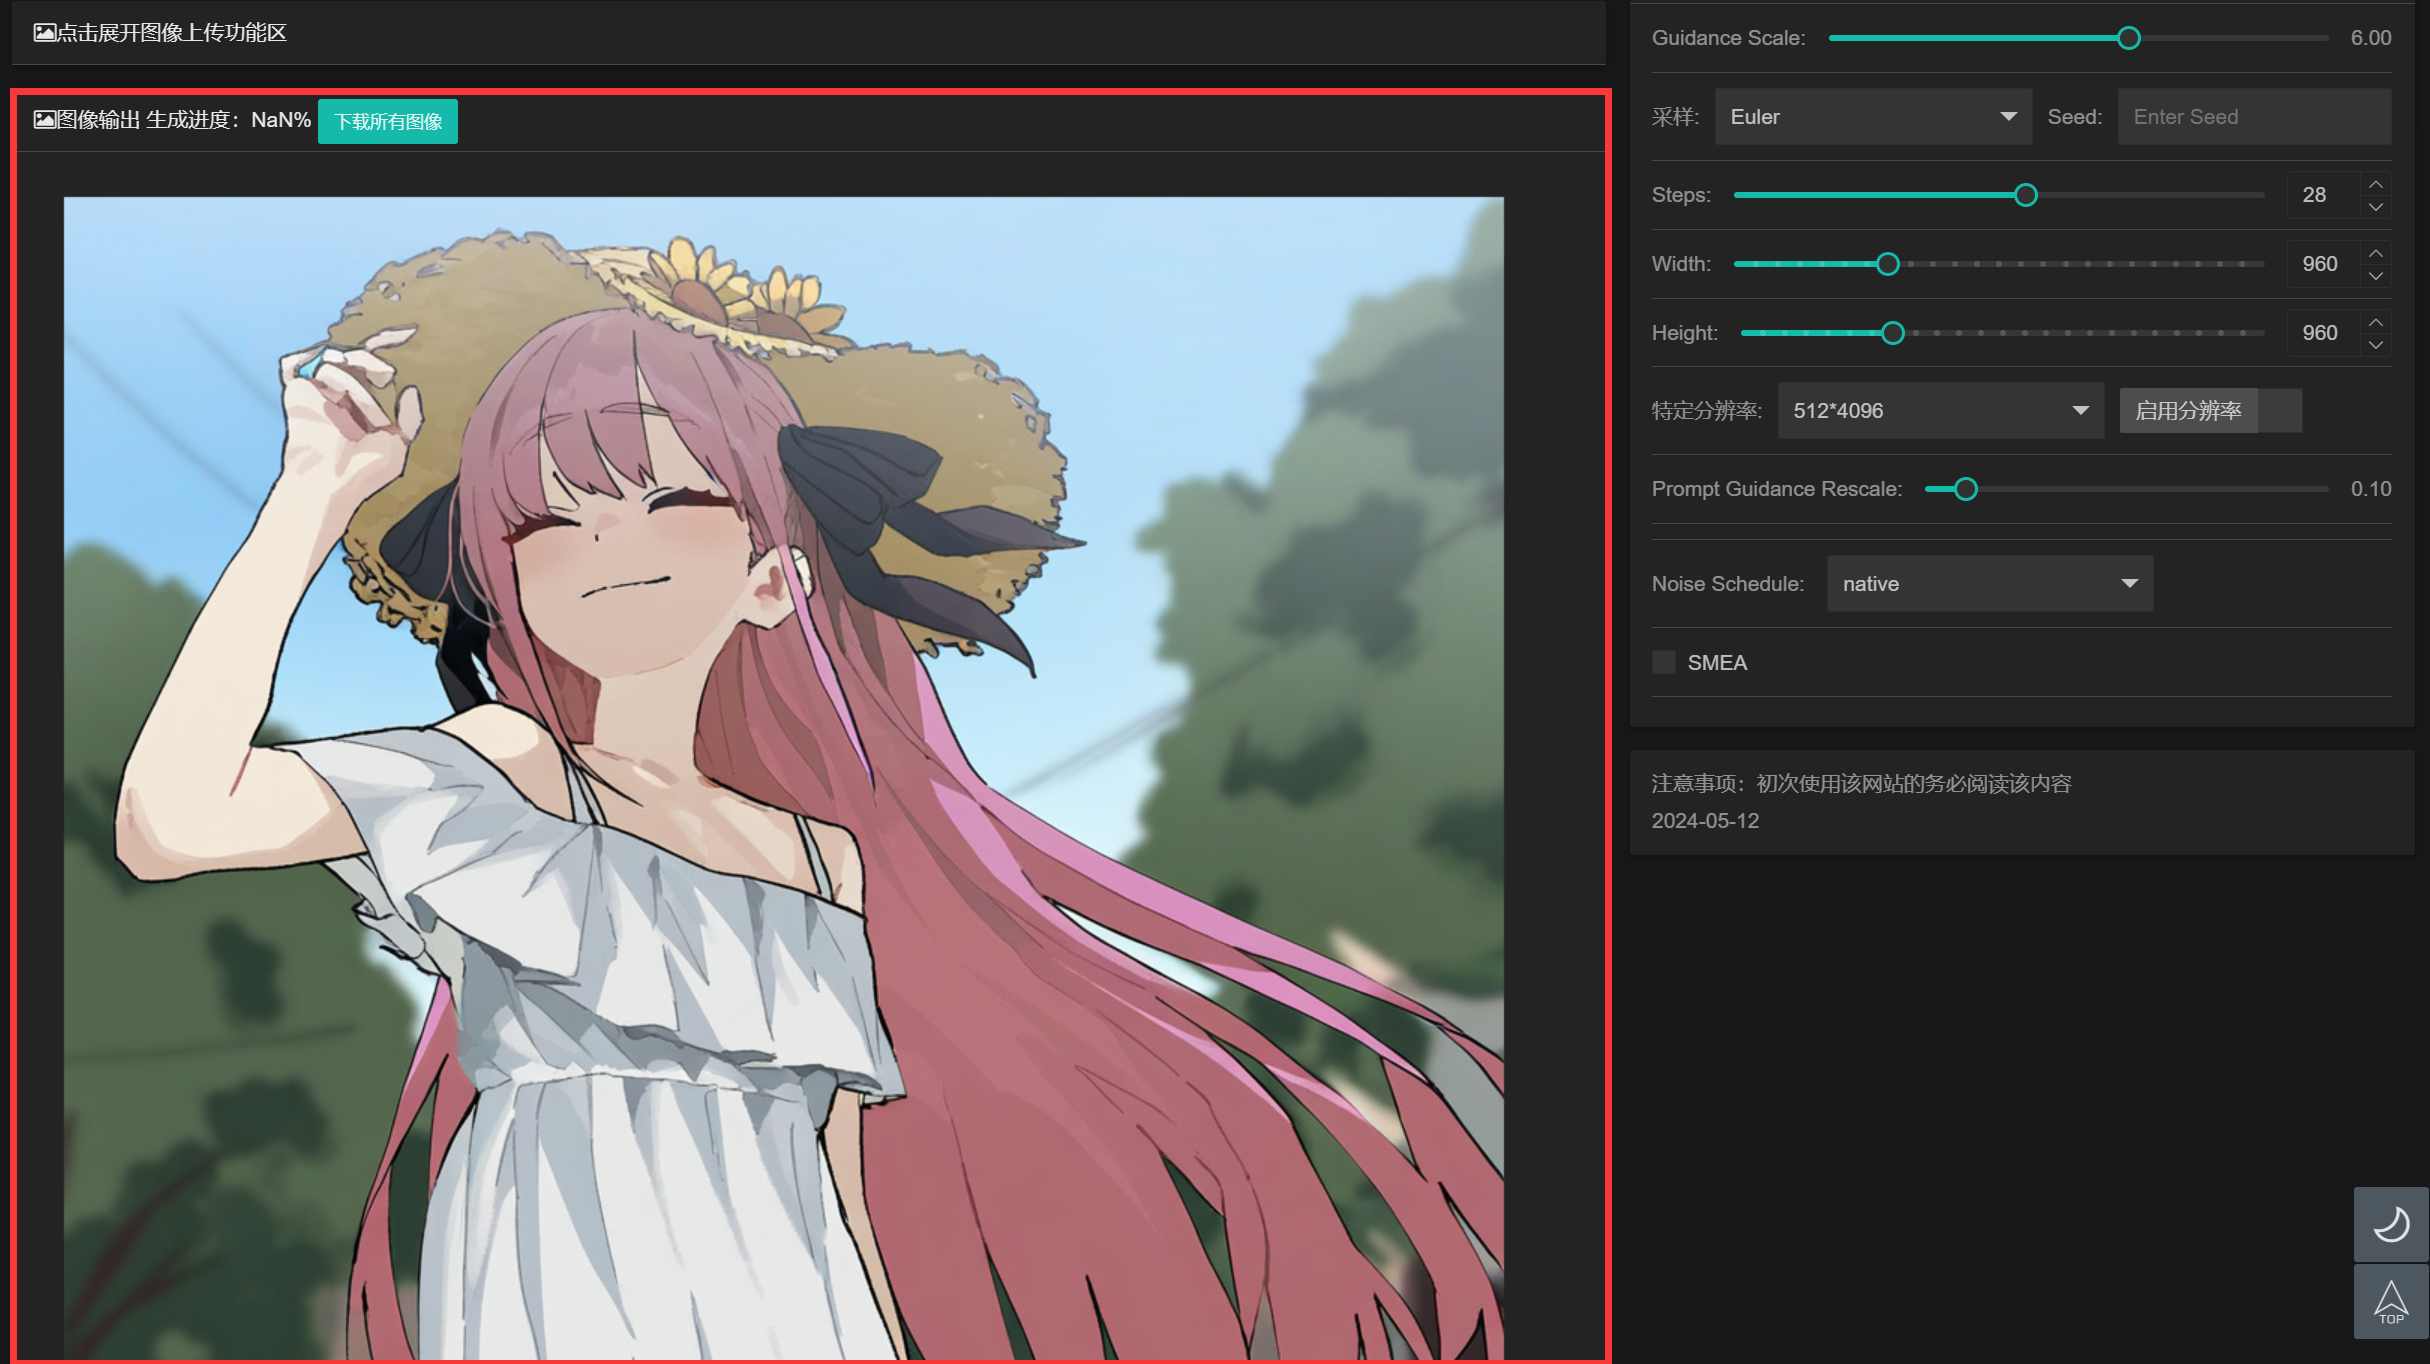 点击展开图像上传功能区
图像输出 生成进度：NaN% 下载所有图像
Guidance Scale: 6.00
采样: Euler Seed: Enter Seed
Steps: 28
Width: 960
Height: 960
特定分辨率: 512*4096 启用分辨率
Prompt Guidance Rescale: 0.10
Noise Schedule: native
SMEA
注意事项：初次使用该网站的务必阅读该内容
2024-05-12
TOP